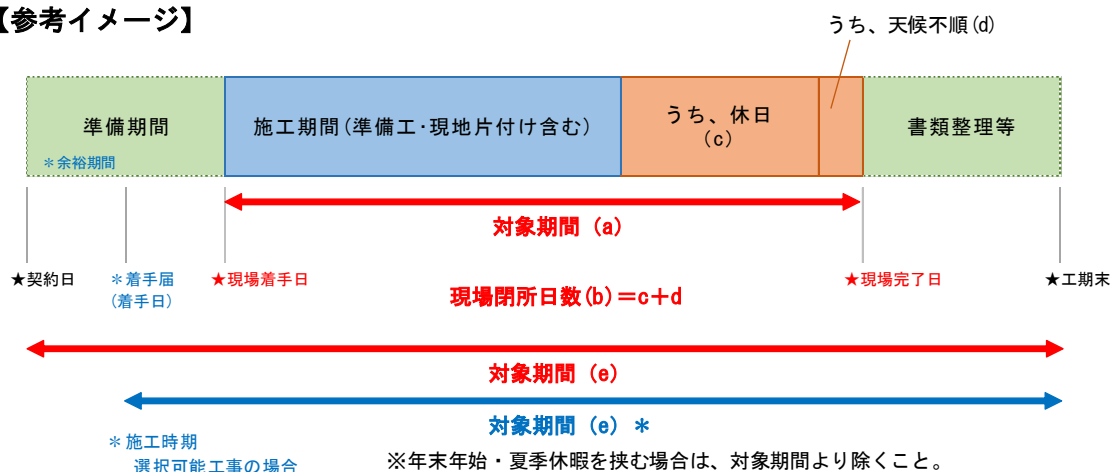 【参考イメージ】
うち、天候不順(d)
準備期間
＊余裕期間
施工期間(準備工･現地片付け含む)
うち、休日
(c)
書類整理等
対象期間（a）
★契約日
＊着手届
(着手日)
★現場着手日
★現場完了日
★工期末
現場閉所日数(b)＝c＋d
対象期間（e）
対象期間（e）＊
＊施工時期
選択可能工事の場合
※年末年始・夏季休暇を挟む場合は、対象期間より除くこと。